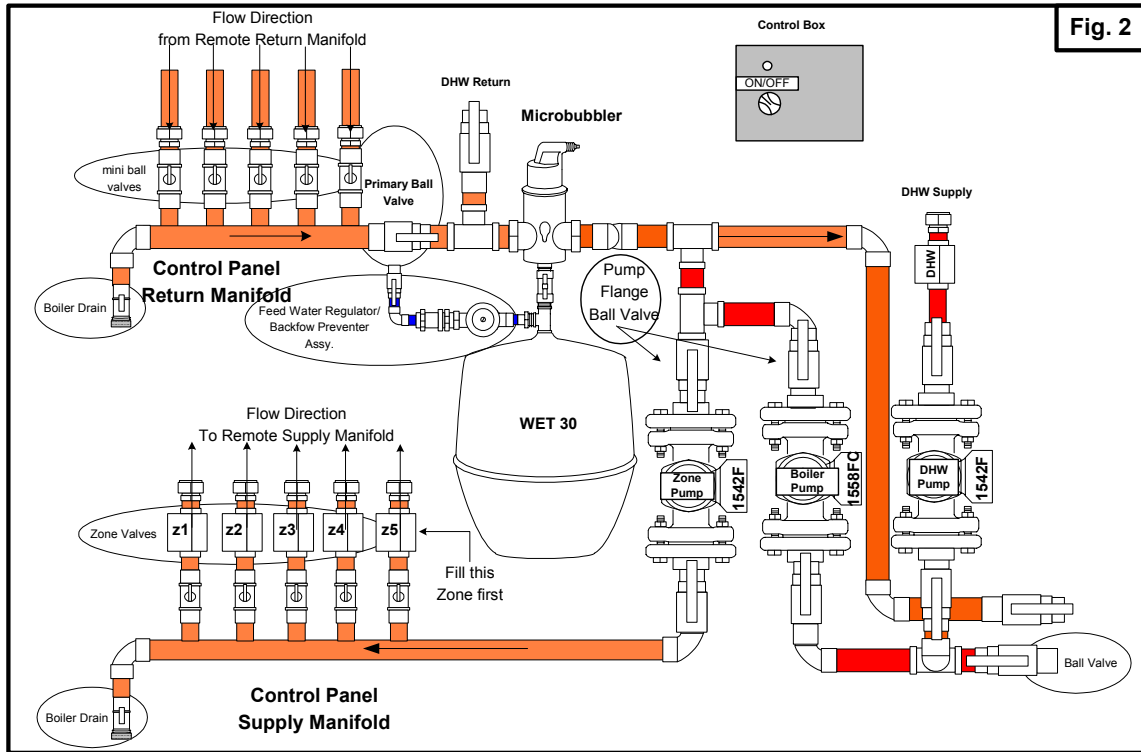 Fig. 2
Flow Direction
from Remote Return Manifold
Control Box
ON/OFF
DHW Return
Microbubbler
mini ball
valves
Primary Ball
Valve
DHW Supply
DHW
Control Panel
Return Manifold
Boiler Drain
Feed Water Regulator/
Backfow Preventer
Assy.
Pump
Flange
Ball Valve
WET 30
Flow Direction
To Remote Supply Manifold
Zone Valves
z1
z2
z3
z4
z5
Fill this
Zone first
Zone
Pump
1542F
Boiler
Pump
1558FC
DHW
Pump
1542F
Ball Valve
Control Panel
Supply Manifold
Boiler Drain